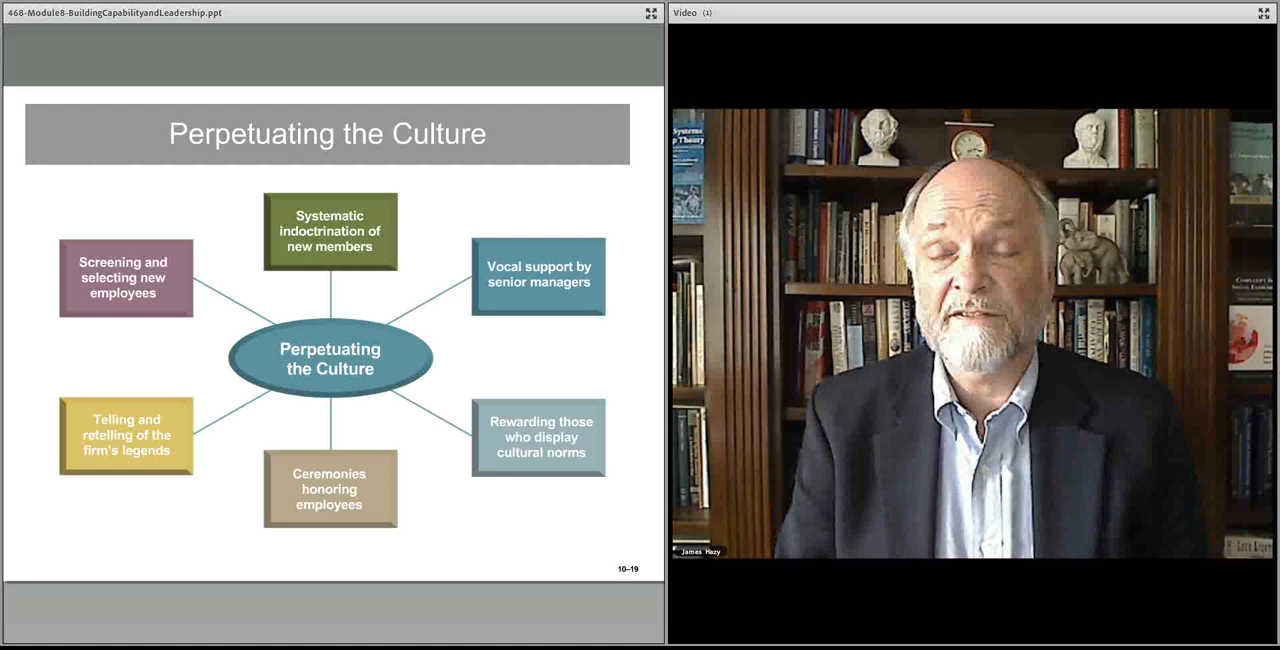 468-Module8-BuildingCapabilityandLeadership.ppt
Perpetuating the Culture
Systematic
indoctrination of
new members
Screening and
selecting new
employees
Vocal support by
senior managers
Perpetuating
the Culture
Telling and
retelling of the
firm's legends
Rewarding those
who display
cultural norms
Ceremonies
honoring
employees
10–19
Video (1)
Systems
Theory
James Hazy